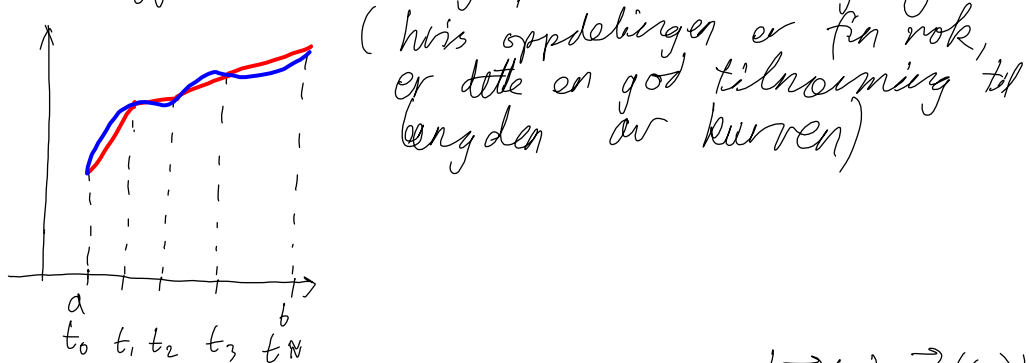 ( hvis oppdelingen er fin nok,
er dette en god tilnærming til
lengden av kurven)
a b
t₀ t₁ t₂ t₃ t_N